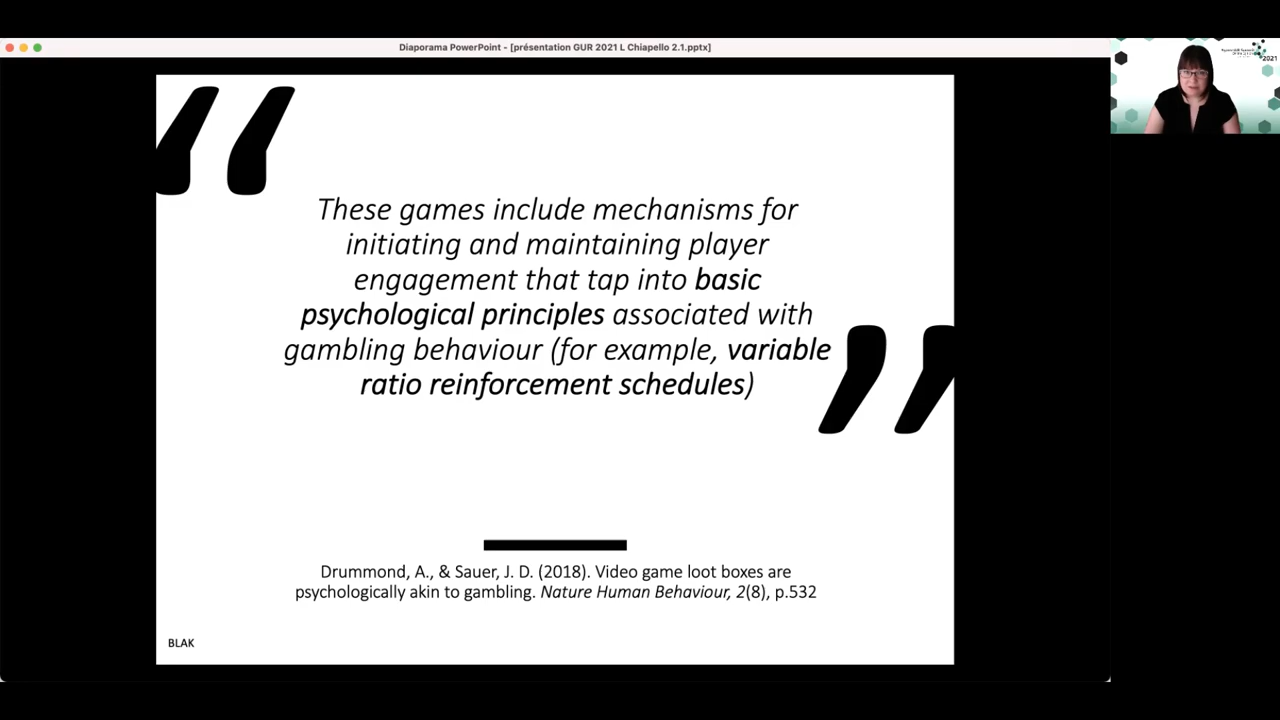 Diaporama PowerPoint - [présentation GUR 2021 L Chiapello 2.1.pptx]
2021
“
These games include mechanisms for
initiating and maintaining player
engagement that tap into basic
psychological principles associated with
gambling behaviour (for example, variable
ratio reinforcement schedules)
”
Drummond, A., & Sauer, J. D. (2018). Video game loot boxes are
psychologically akin to gambling. Nature Human Behaviour, 2(8), p.532
BLAK